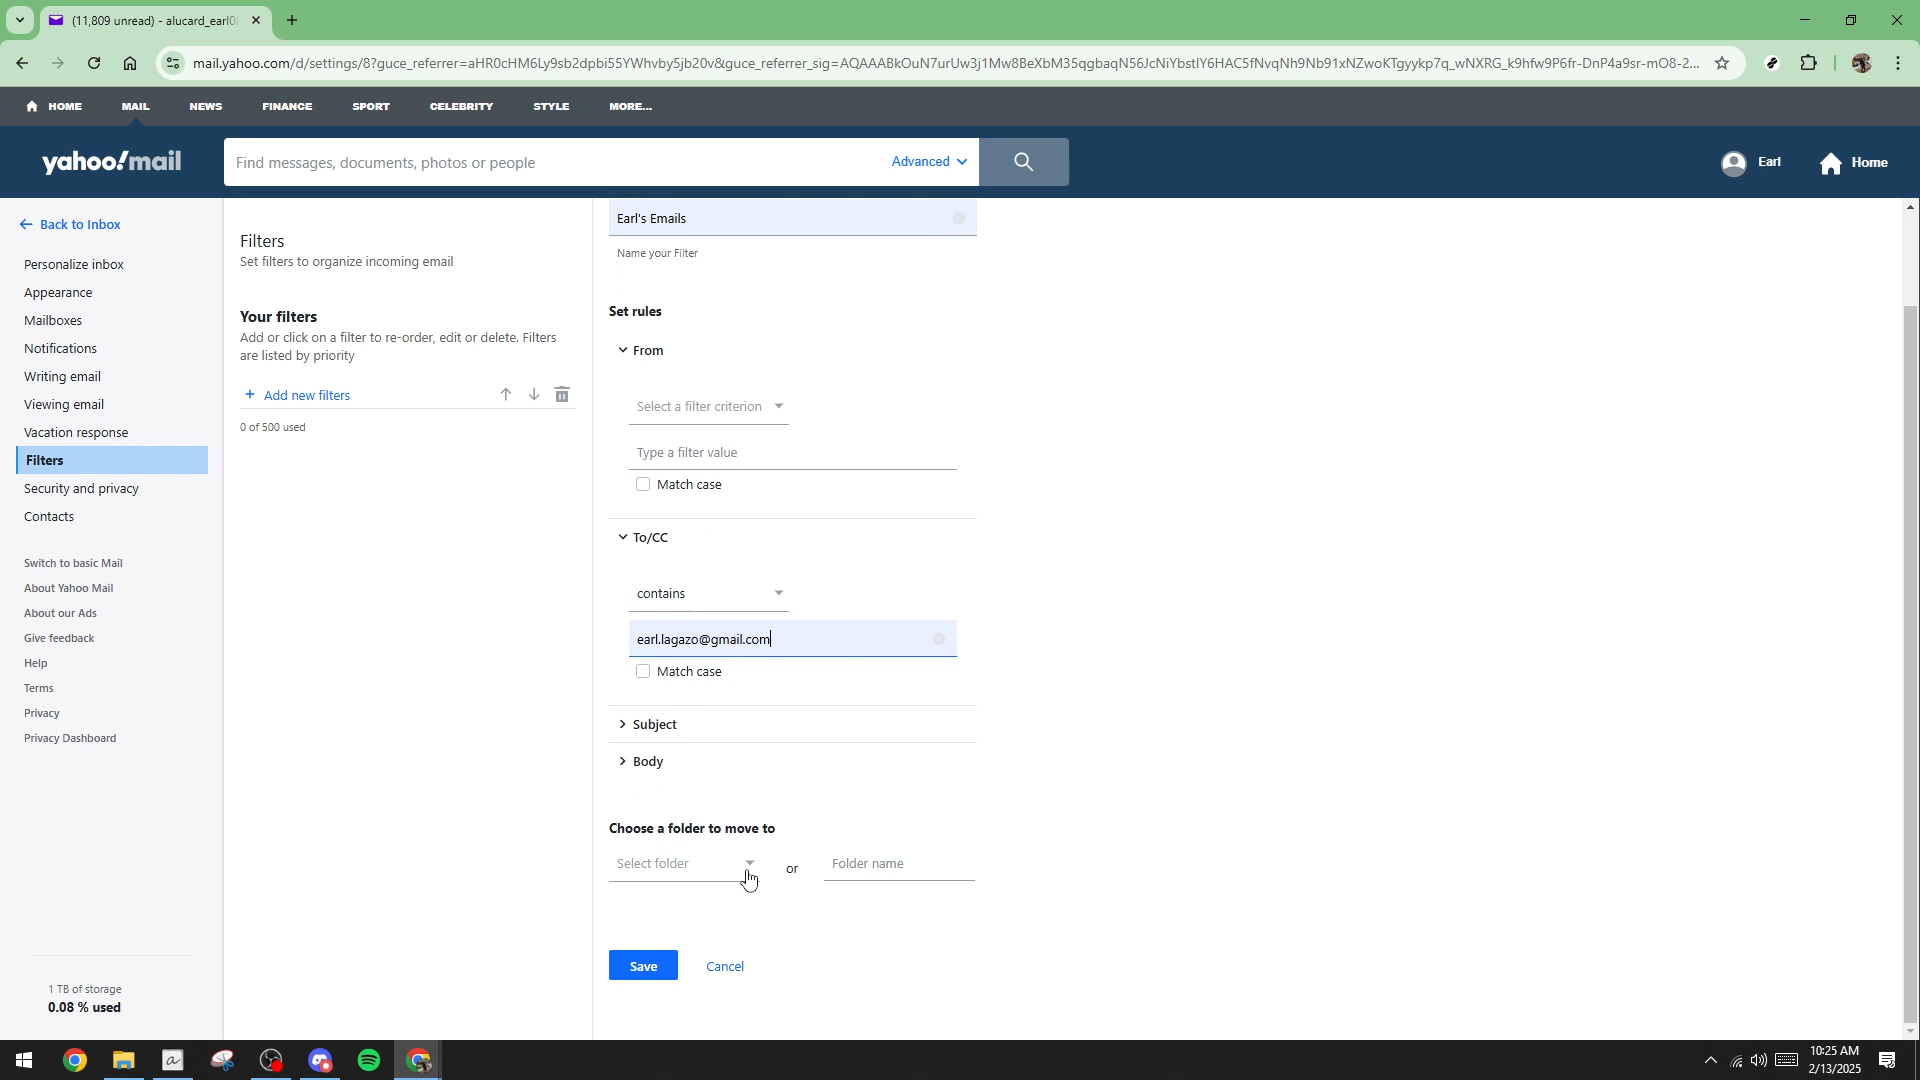 (11,809 unread) - alucard_earl0
mail.yahoo.com/d/settings/8?guce_referrer=aHR0cHM6Ly9sb2dpbi55YWhvby5jb20v&guce_referrer_sig=AQAAABkOuN7urUw3j1Mw8BeXbM35qgbaqN56JcNiYbstlY6HAC5fNvqNh9Nb91xNZwoKTgyykp7q_wNXRG_k9hfw9P6fr-DnP4a9sr-mO8-2...
HOME MAIL NEWS FINANCE SPORT CELEBRITY STYLE MORE...
yahoo!mail
Find messages, documents, photos or people
Advanced
Earl
Home
Back to Inbox
Personalize inbox
Appearance
Mailboxes
Notifications
Writing email
Viewing email
Vacation response
Filters
Security and privacy
Contacts
Switch to basic Mail
About Yahoo Mail
About our Ads
Give feedback
Help
Terms
Privacy
Privacy Dashboard
1 TB of storage
0.08 % used
Filters
Set filters to organize incoming email
Your filters
Add or click on a filter to re-order, edit or delete. Filters
are listed by priority
+ Add new filters
0 of 500 used
Earl's Emails
Name your Filter
Set rules
From
Select a filter criterion
Type a filter value
Match case
To/CC
contains
earl.lagazo@gmail.com
Match case
Subject
Body
Choose a folder to move to
Select folder
or
Folder name
Save
Cancel
10:25 AM
2/13/2025